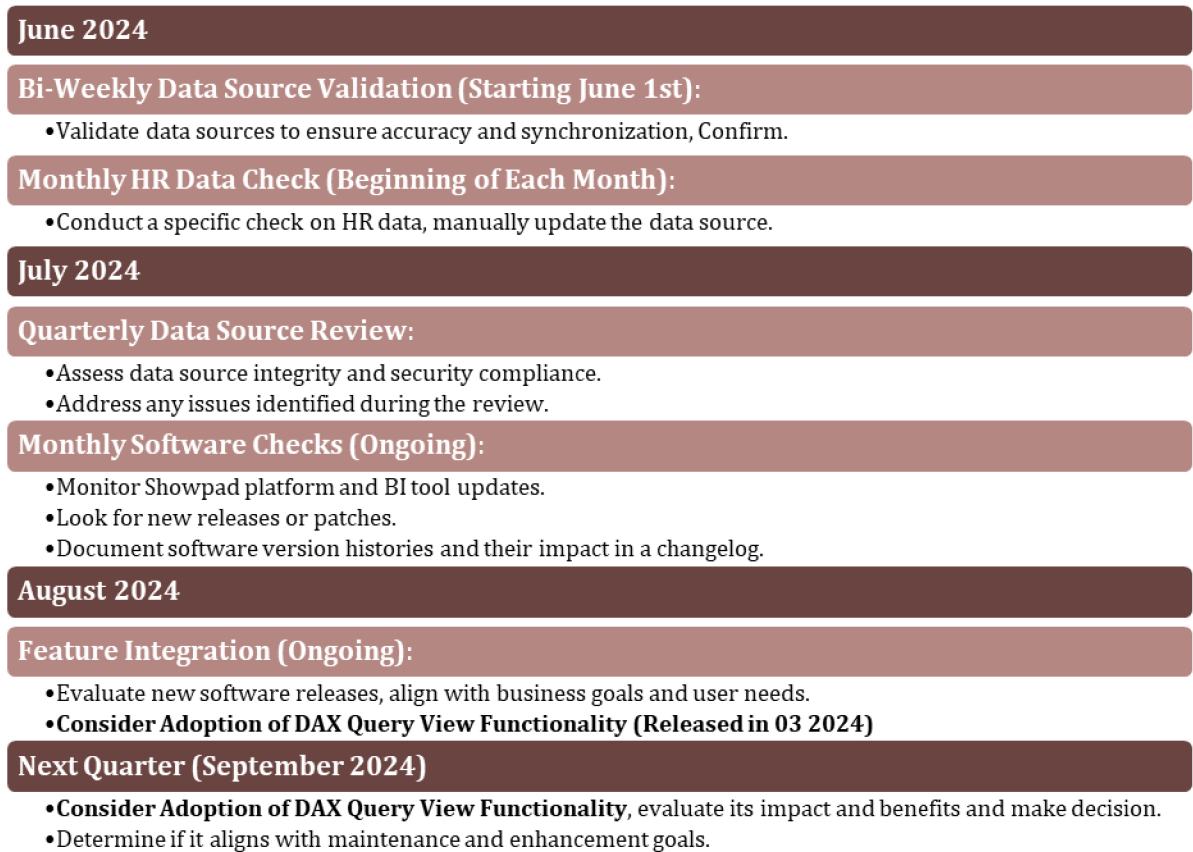 June 2024
Bi-Weekly Data Source Validation (Starting June 1st):
•Validate data sources to ensure accuracy and synchronization, Confirm.
Monthly HR Data Check (Beginning of Each Month):
•Conduct a specific check on HR data, manually update the data source.
July 2024
Quarterly Data Source Review:
•Assess data source integrity and security compliance.
•Address any issues identified during the review.
Monthly Software Checks (Ongoing):
•Monitor Showpad platform and BI tool updates.
•Look for new releases or patches.
•Document software version histories and their impact in a changelog.
August 2024
Feature Integration (Ongoing):
•Evaluate new software releases, align with business goals and user needs.
•Consider Adoption of DAX Query View Functionality (Released in 03 2024)
Next Quarter (September 2024)
•Consider Adoption of DAX Query View Functionality, evaluate its impact and benefits and make decision.
•Determine if it aligns with maintenance and enhancement goals.